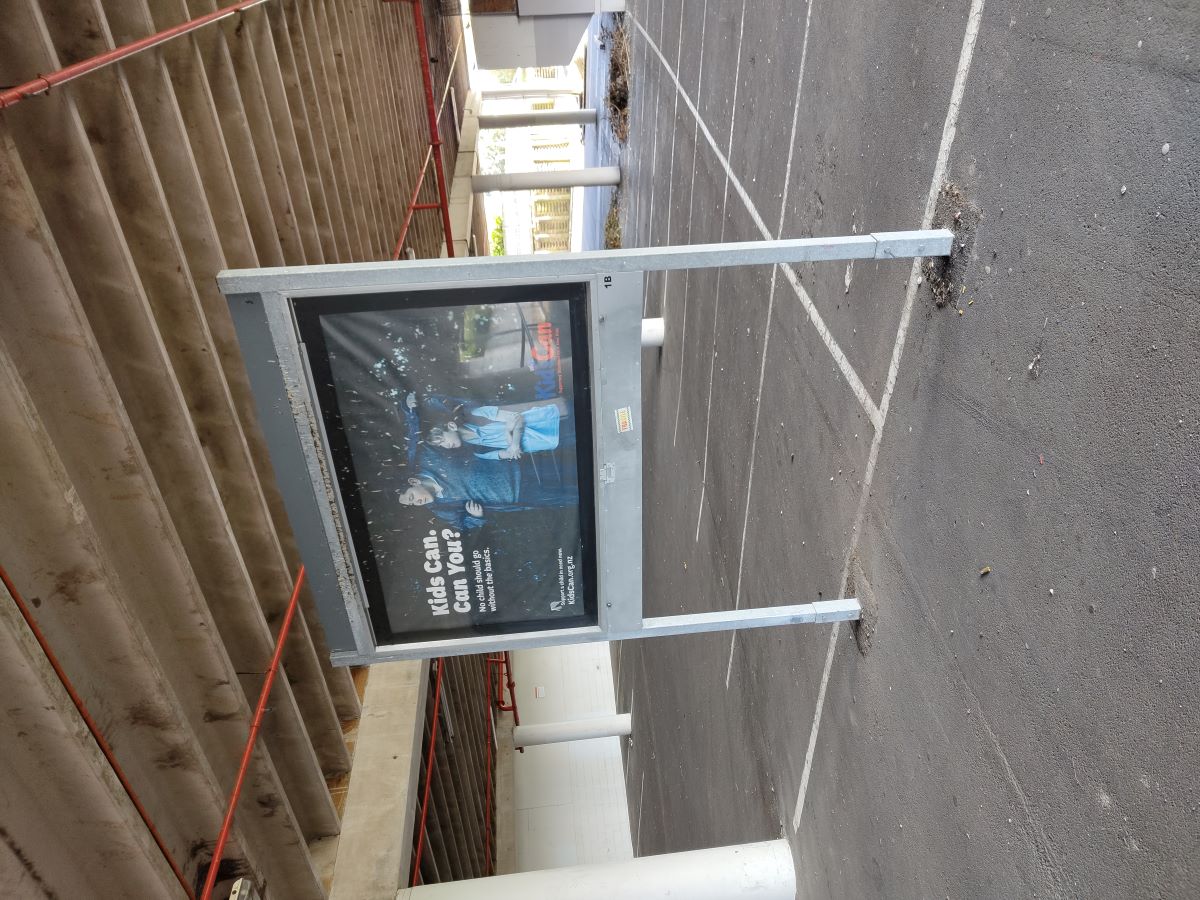 Kids Can.
Can You?
No child should go
without the basics.
KidsCan
Support a child in need now.
KidsCan.org.nz
FRAGILE
1B